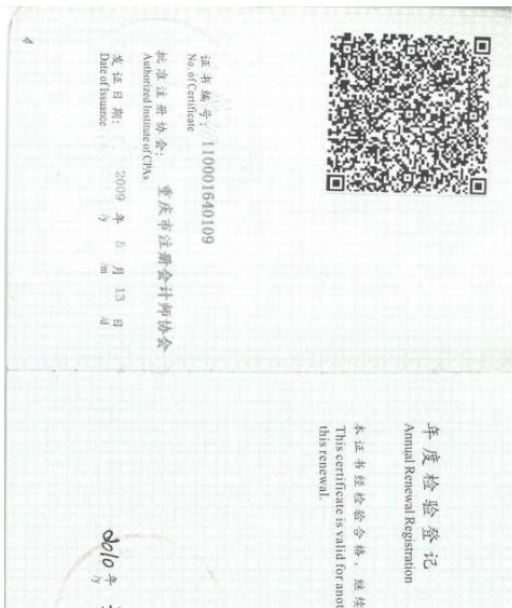 证书编号： 110001640109
No. of Certificate
批准注册协会： 重庆市注册会计师协会
Authorized Institute of CPAs
发证日期： 2009 年 5 月 13 日
Date of Issuance /y /m /d
4
年度检验登记
Annual Renewal Registration
本证书经检验合格，继续
This certificate is valid for anot
this renewal.
2010 年
/y